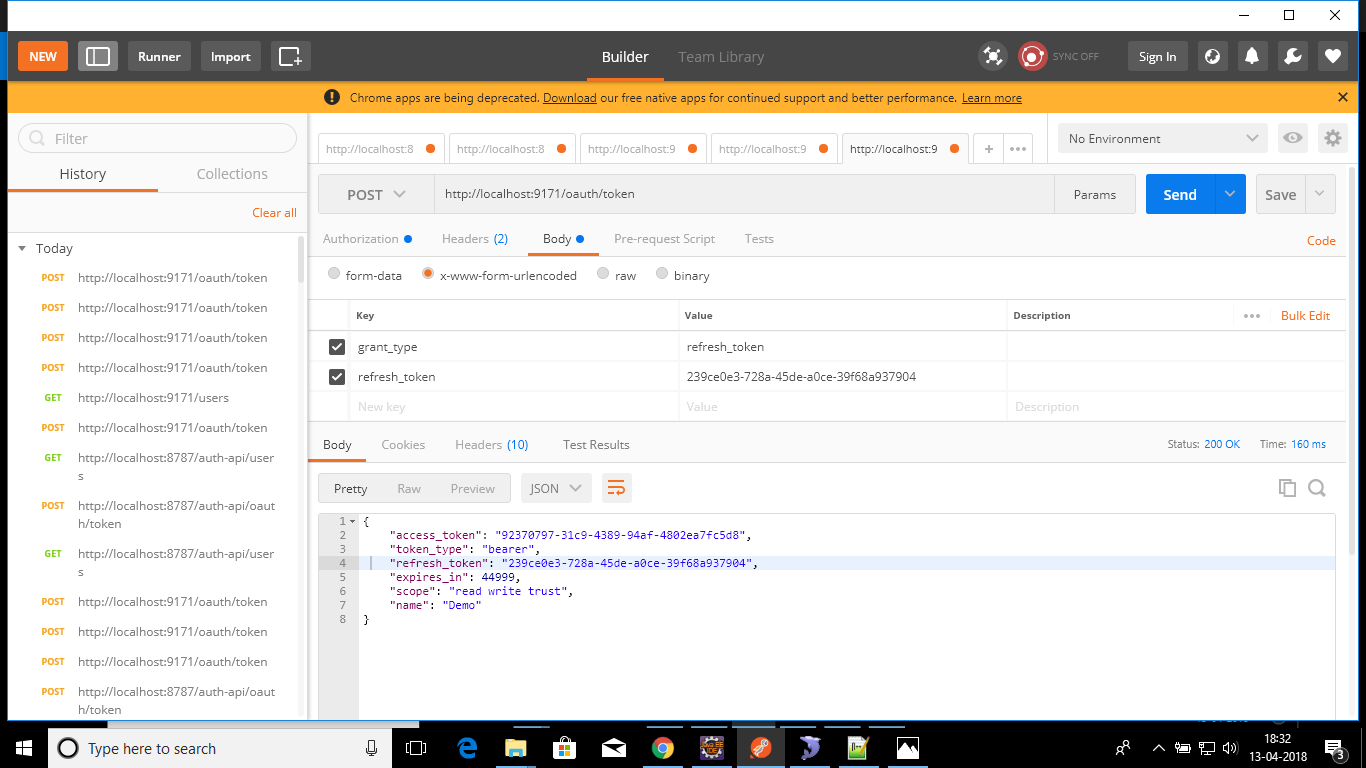 NEW
Runner
Import
Builder
Team Library
SYNC OFF
Sign In
Chrome apps are being deprecated. Download our free native apps for continued support and better performance. Learn more
Filter
History
Collections
Clear all
Today
POST http://localhost:9171/oauth/token
POST http://localhost:9171/oauth/token
POST http://localhost:9171/oauth/token
POST http://localhost:9171/oauth/token
GET http://localhost:9171/users
POST http://localhost:9171/oauth/token
GET http://localhost:8787/auth-api/user
s
POST http://localhost:8787/auth-api/oaut
h/token
GET http://localhost:8787/auth-api/user
s
POST http://localhost:9171/oauth/token
POST http://localhost:9171/oauth/token
POST http://localhost:9171/oauth/token
POST http://localhost:8787/auth-api/oaut
h/token
http://localhost:8
http://localhost:8
http://localhost:9
http://localhost:9
http://localhost:9
No Environment
POST
http://localhost:9171/oauth/token
Params
Send
Save
Authorization
Headers (2)
Body
Pre-request Script
Tests
Code
form-data
x-www-form-urlencoded
raw
binary
Key Value Description
Bulk Edit
grant_type refresh_token
refresh_token 239ce0e3-728a-45de-a0ce-39f68a937904
New key Value Description
Body
Cookies
Headers (10)
Test Results
Status: 200 OK
Time: 160 ms
Pretty
Raw
Preview
JSON
1 {
2 "access_token": "92370797-31c9-4389-94af-4802ea7fc5d8",
3 "token_type": "bearer",
4 "refresh_token": "239ce0e3-728a-45de-a0ce-39f68a937904",
5 "expires_in": 44999,
6 "scope": "read write trust",
7 "name": "Demo"
8 }
Type here to search
18:32
13-04-2018
3